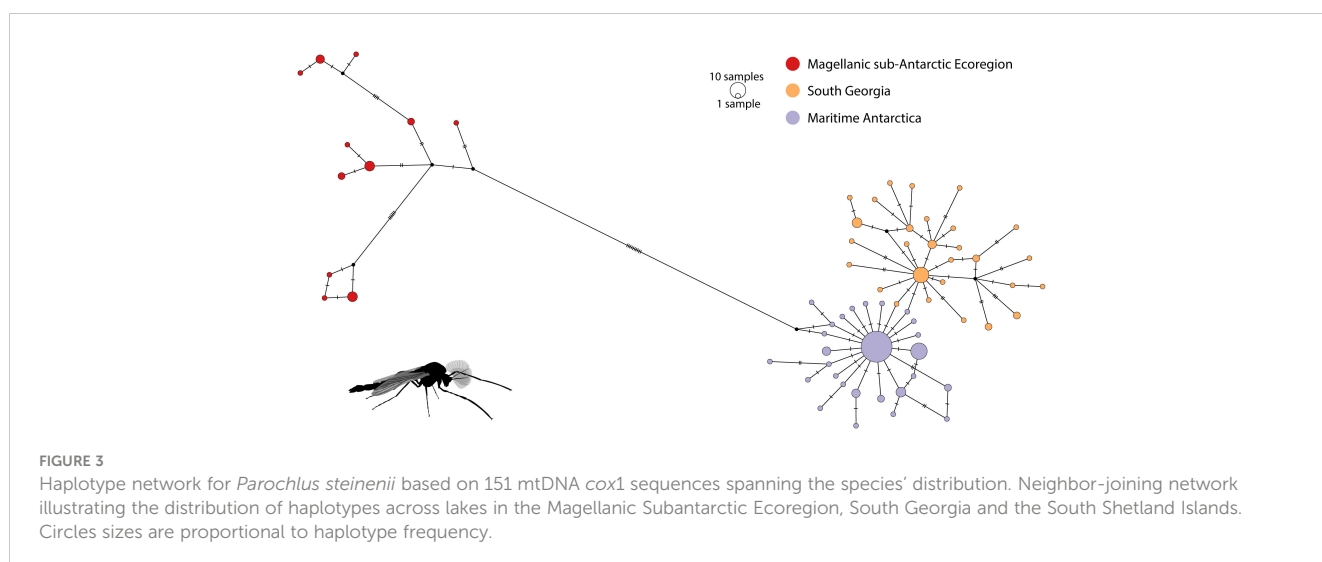 10 samples
1 sample
Magellanic sub-Antarctic Ecoregion
South Georgia
Maritime Antarctica
FIGURE 3
Haplotype network for Parochlus steinenii based on 151 mtDNA cox1 sequences spanning the species’ distribution. Neighbor-joining network
illustrating the distribution of haplotypes across lakes in the Magellanic Subantarctic Ecoregion, South Georgia and the South Shetland Islands.
Circles sizes are proportional to haplotype frequency.